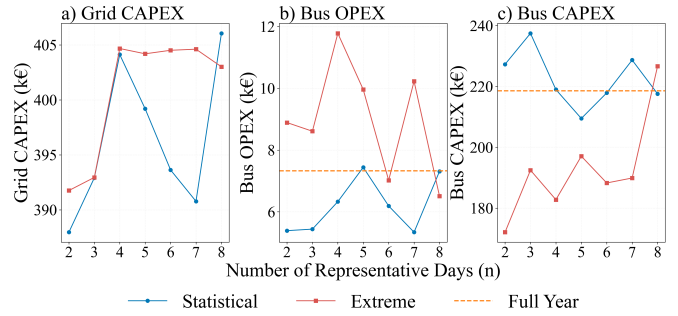 a) Grid CAPEX
b) Bus OPEX
c) Bus CAPEX
Grid CAPEX (k€)
405
400
395
390
2 3 4 5 6 7 8
Bus OPEX (k€)
12
10
8
6
2 3 4 5 6 7 8
Bus CAPEX (k€)
240
220
200
180
2 3 4 5 6 7 8
Number of Representative Days (n)
Statistical Extreme Full Year